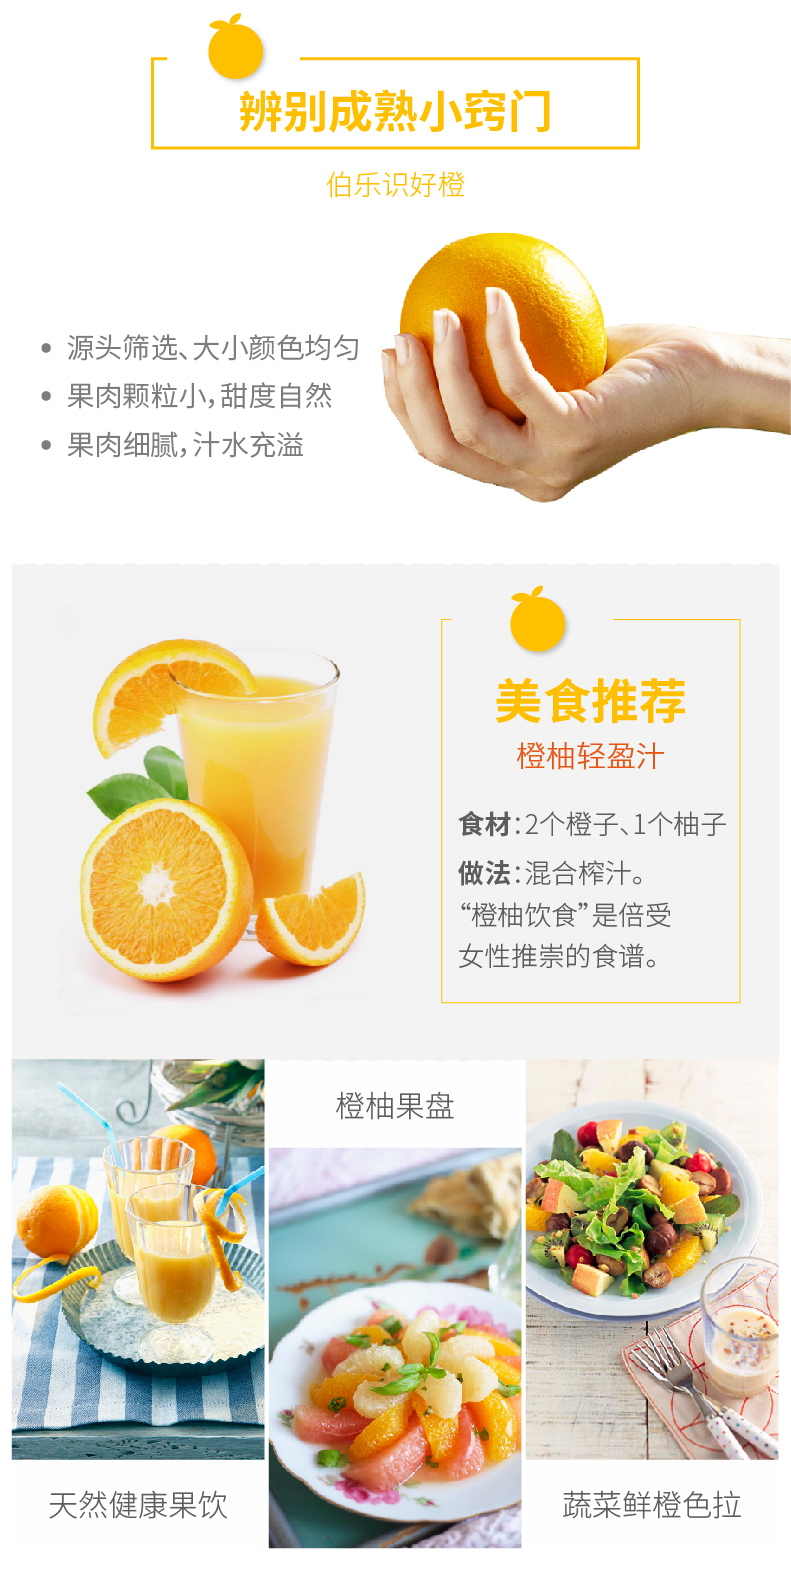 辨别成熟小窍门
伯乐识好橙
源头筛选、大小颜色均匀
果肉颗粒小，甜度自然
果肉细腻，汁水充溢
美食推荐
橙柚轻盈汁
食材：2个橙子、1个柚子
做法：混合榨汁。
“橙柚饮食”是倍受
女性推崇的食谱。
橙柚果盘
天然健康果饮
蔬菜鲜橙色拉